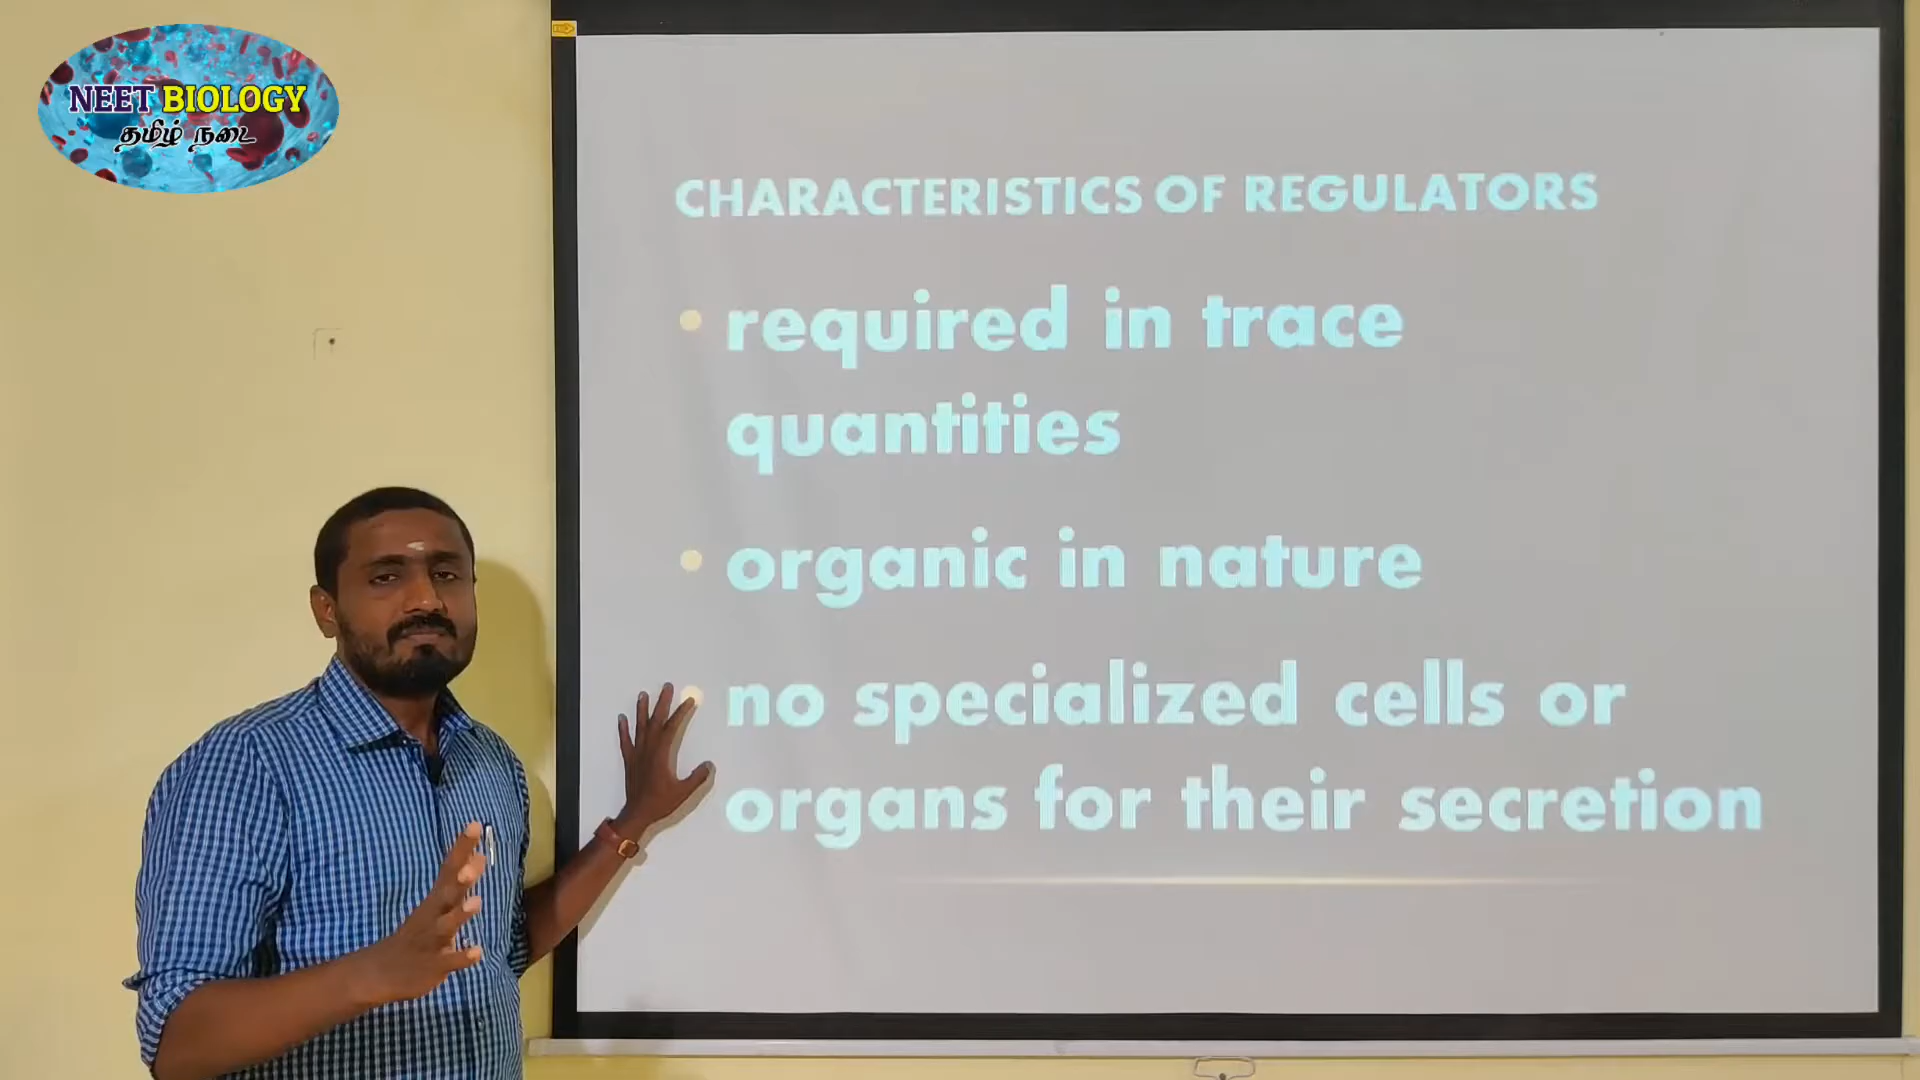 NEET BIOLOGY
தமிழ் நடை
CHARACTERISTICS OF REGULATORS
• required in trace
quantities
• organic in nature
• no specialized cells or
organs for their secretion